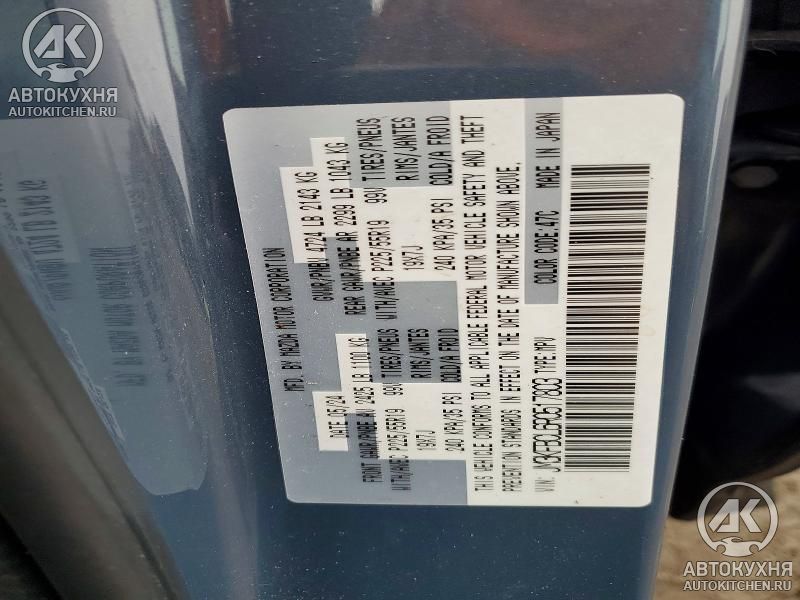 АК
АВТОКУХНЯ
AUTOKITCHEN.RU
MFD. BY MAZDA MOTOR CORPORATION
DATE 05/24 GVWR/PNBV 4724 LB 2143 KG
FRONT GAWR/PNBE AV 2425 LB 1100 KG REAR GAWR/PNBE AR 2299 LB 1043 KG
WITH/AVEC P225/55R19 99V TIRES/PNEUS WITH/AVEC P225/55R19 99V TIRES/PNEUS
19X7J RIMS/JANTES 19X7J RIMS/JANTES
240 KPA/35 PSI COLD/A FROID 240 KPA/35 PSI COLD/A FROID
THIS VEHICLE CONFORMS TO ALL APPLICABLE FEDERAL MOTOR VEHICLE SAFETY AND THEFT
PREVENTION STANDARDS IN EFFECT ON THE DATE OF MANUFACTURE SHOWN ABOVE.
COLOR CODE:47C MADE IN JAPAN
VIN: TYPE:MPV
АК
АВТОКУХНЯ
AUTOKITCHEN.RU